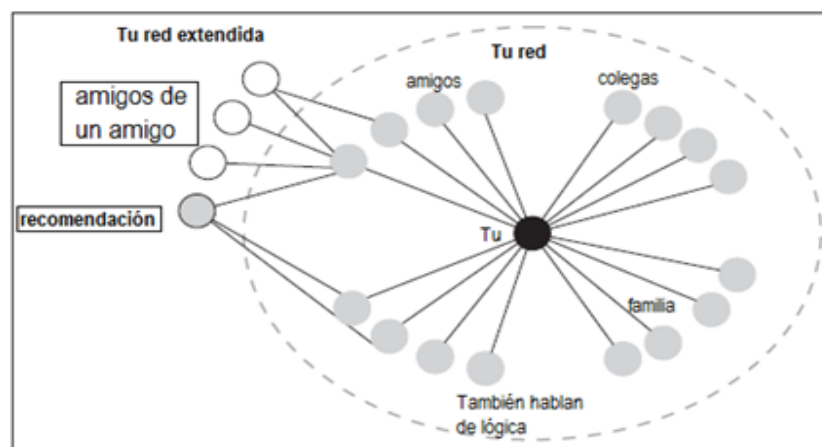 Tu red extendida
Tu red
amigos de
un amigo
amigos
colegas
recomendación
Tu
familia
También hablan
de lógica